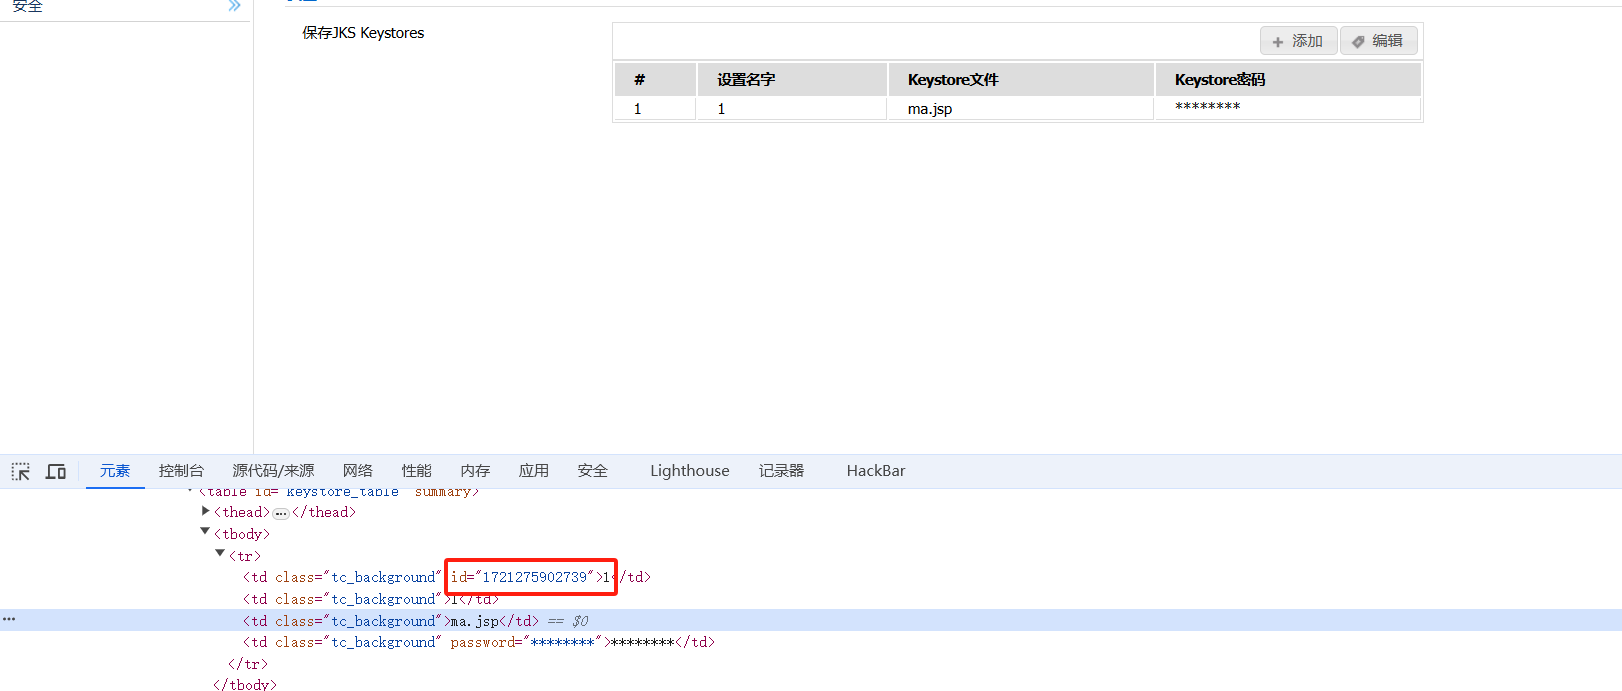 安全
保存JKS Keystores
添加 编辑
# 设置名字 Keystore文件 Keystore密码
1 1 ma.jsp ********
元素 控制台 源代码/来源 网络 性能 内存 应用 安全 Lighthouse 记录器 HackBar
<table id="keystore_table" summary>
<thead>…</thead>
<tbody>
<tr>
<td class="tc_background" id="1721275902739">1</td>
<td class="tc_background">1</td>
<td class="tc_background">ma.jsp</td> == $0
<td class="tc_background" password="********">********</td>
</tr>
</tbody>